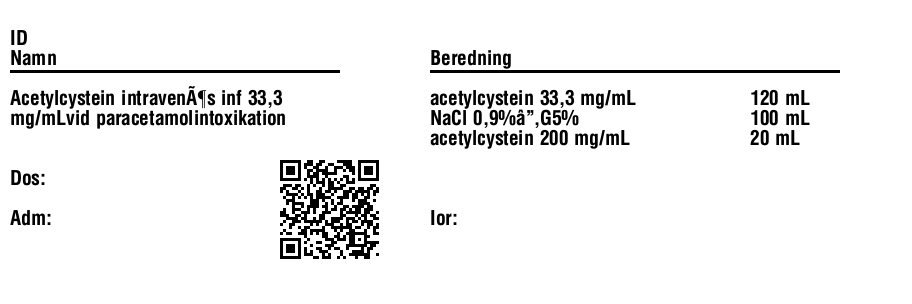 ID
Namn
Acetylcystein intravenÃ¶s inf 33,3
mg/mLvid paracetamolintoxikation
Dos:
Adm:
Beredning
acetylcystein 33,3 mg/mL 120 mL
NaCl 0,9%â”‚G5% 100 mL
acetylcystein 200 mg/mL 20 mL
Ior: